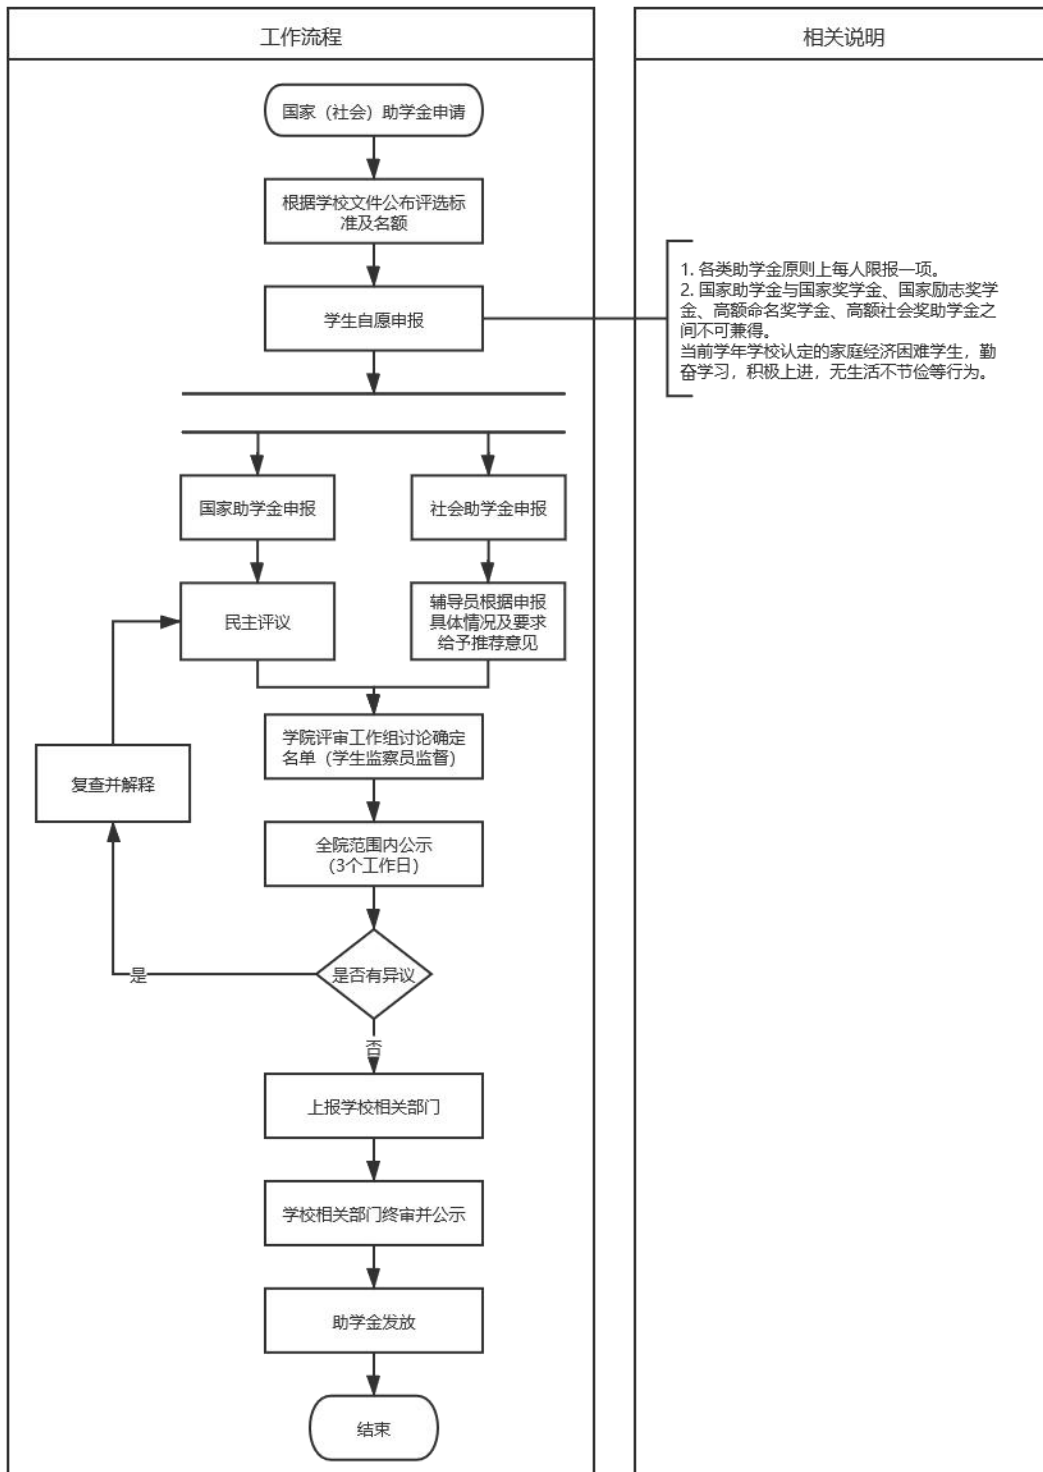 工作流程
相关说明
国家（社会）助学金申请
根据学校文件公布评选标
准及名额
学生自愿申报
1. 各类助学金原则上每人限报一项。
2. 国家助学金与国家奖学金、国家励志奖学
金、高额命名奖学金、高额社会奖助学金之
间不可兼得。
当前学年学校认定的家庭经济困难学生，勤
奋学习，积极上进，无生活不节俭等行为。
国家助学金申报
社会助学金申报
民主评议
辅导员根据申报
具体情况及要求
给予推荐意见
学院评审工作组讨论确定
名单（学生监察员监督）
复查并解释
全院范围内公示
（3个工作日）
是否有异议
是
否
上报学校相关部门
学校相关部门终审并公示
助学金发放
结束